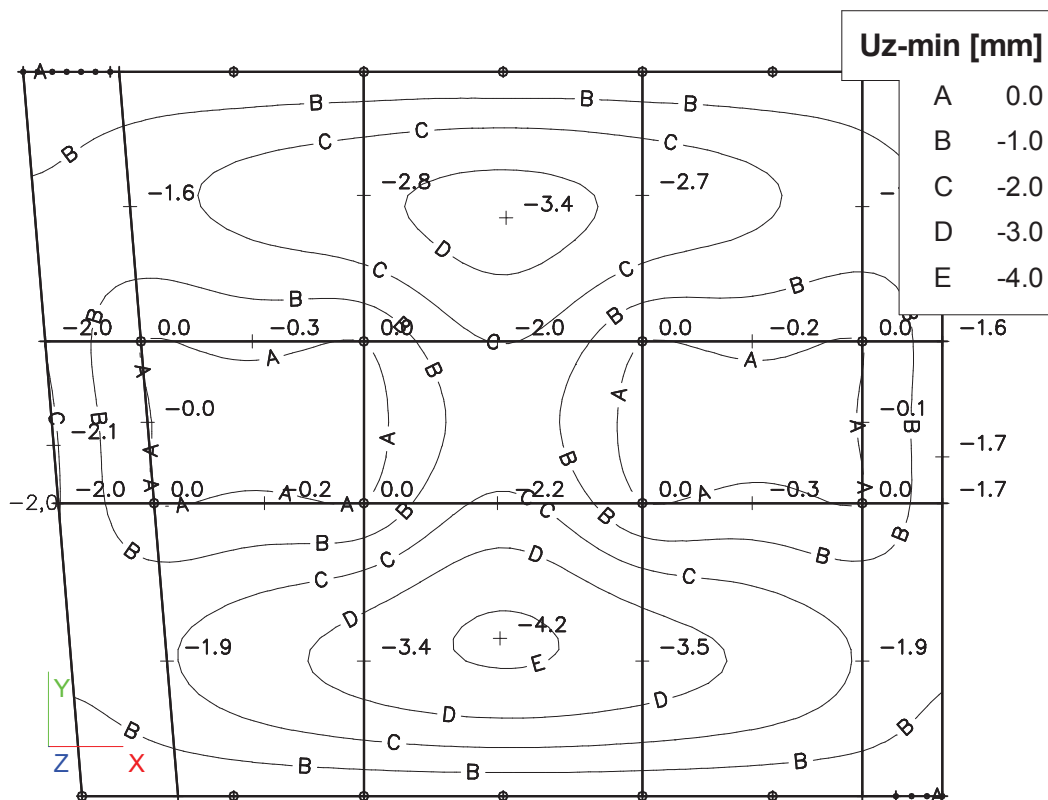 Uz-min [mm]
A 0.0
B -1.0
C -2.0
D -3.0
E -4.0
A
B B B
C C C
B
-1.6 -2.8 -3.4 -2.7 -
D
C C
B B
B B B B
-2.0 0.0 -0.3 0.0 -2.0 0.0 -0.2 0.0 -1.6
C
A A
A B
A
-0.0 -0.1
C B A B
-2.1 A -1.7
A B
-2.0 0.0 -0.2 0.0 -2.2 0.0 -0.3 0.0 -1.7
A A
-2,0 A A A A C
B C B
B B D B B
C C C
D
-4.2
-1.9 -3.4 -3.5 -1.9
E
Y
D D
B B
C
Z X B B B
A